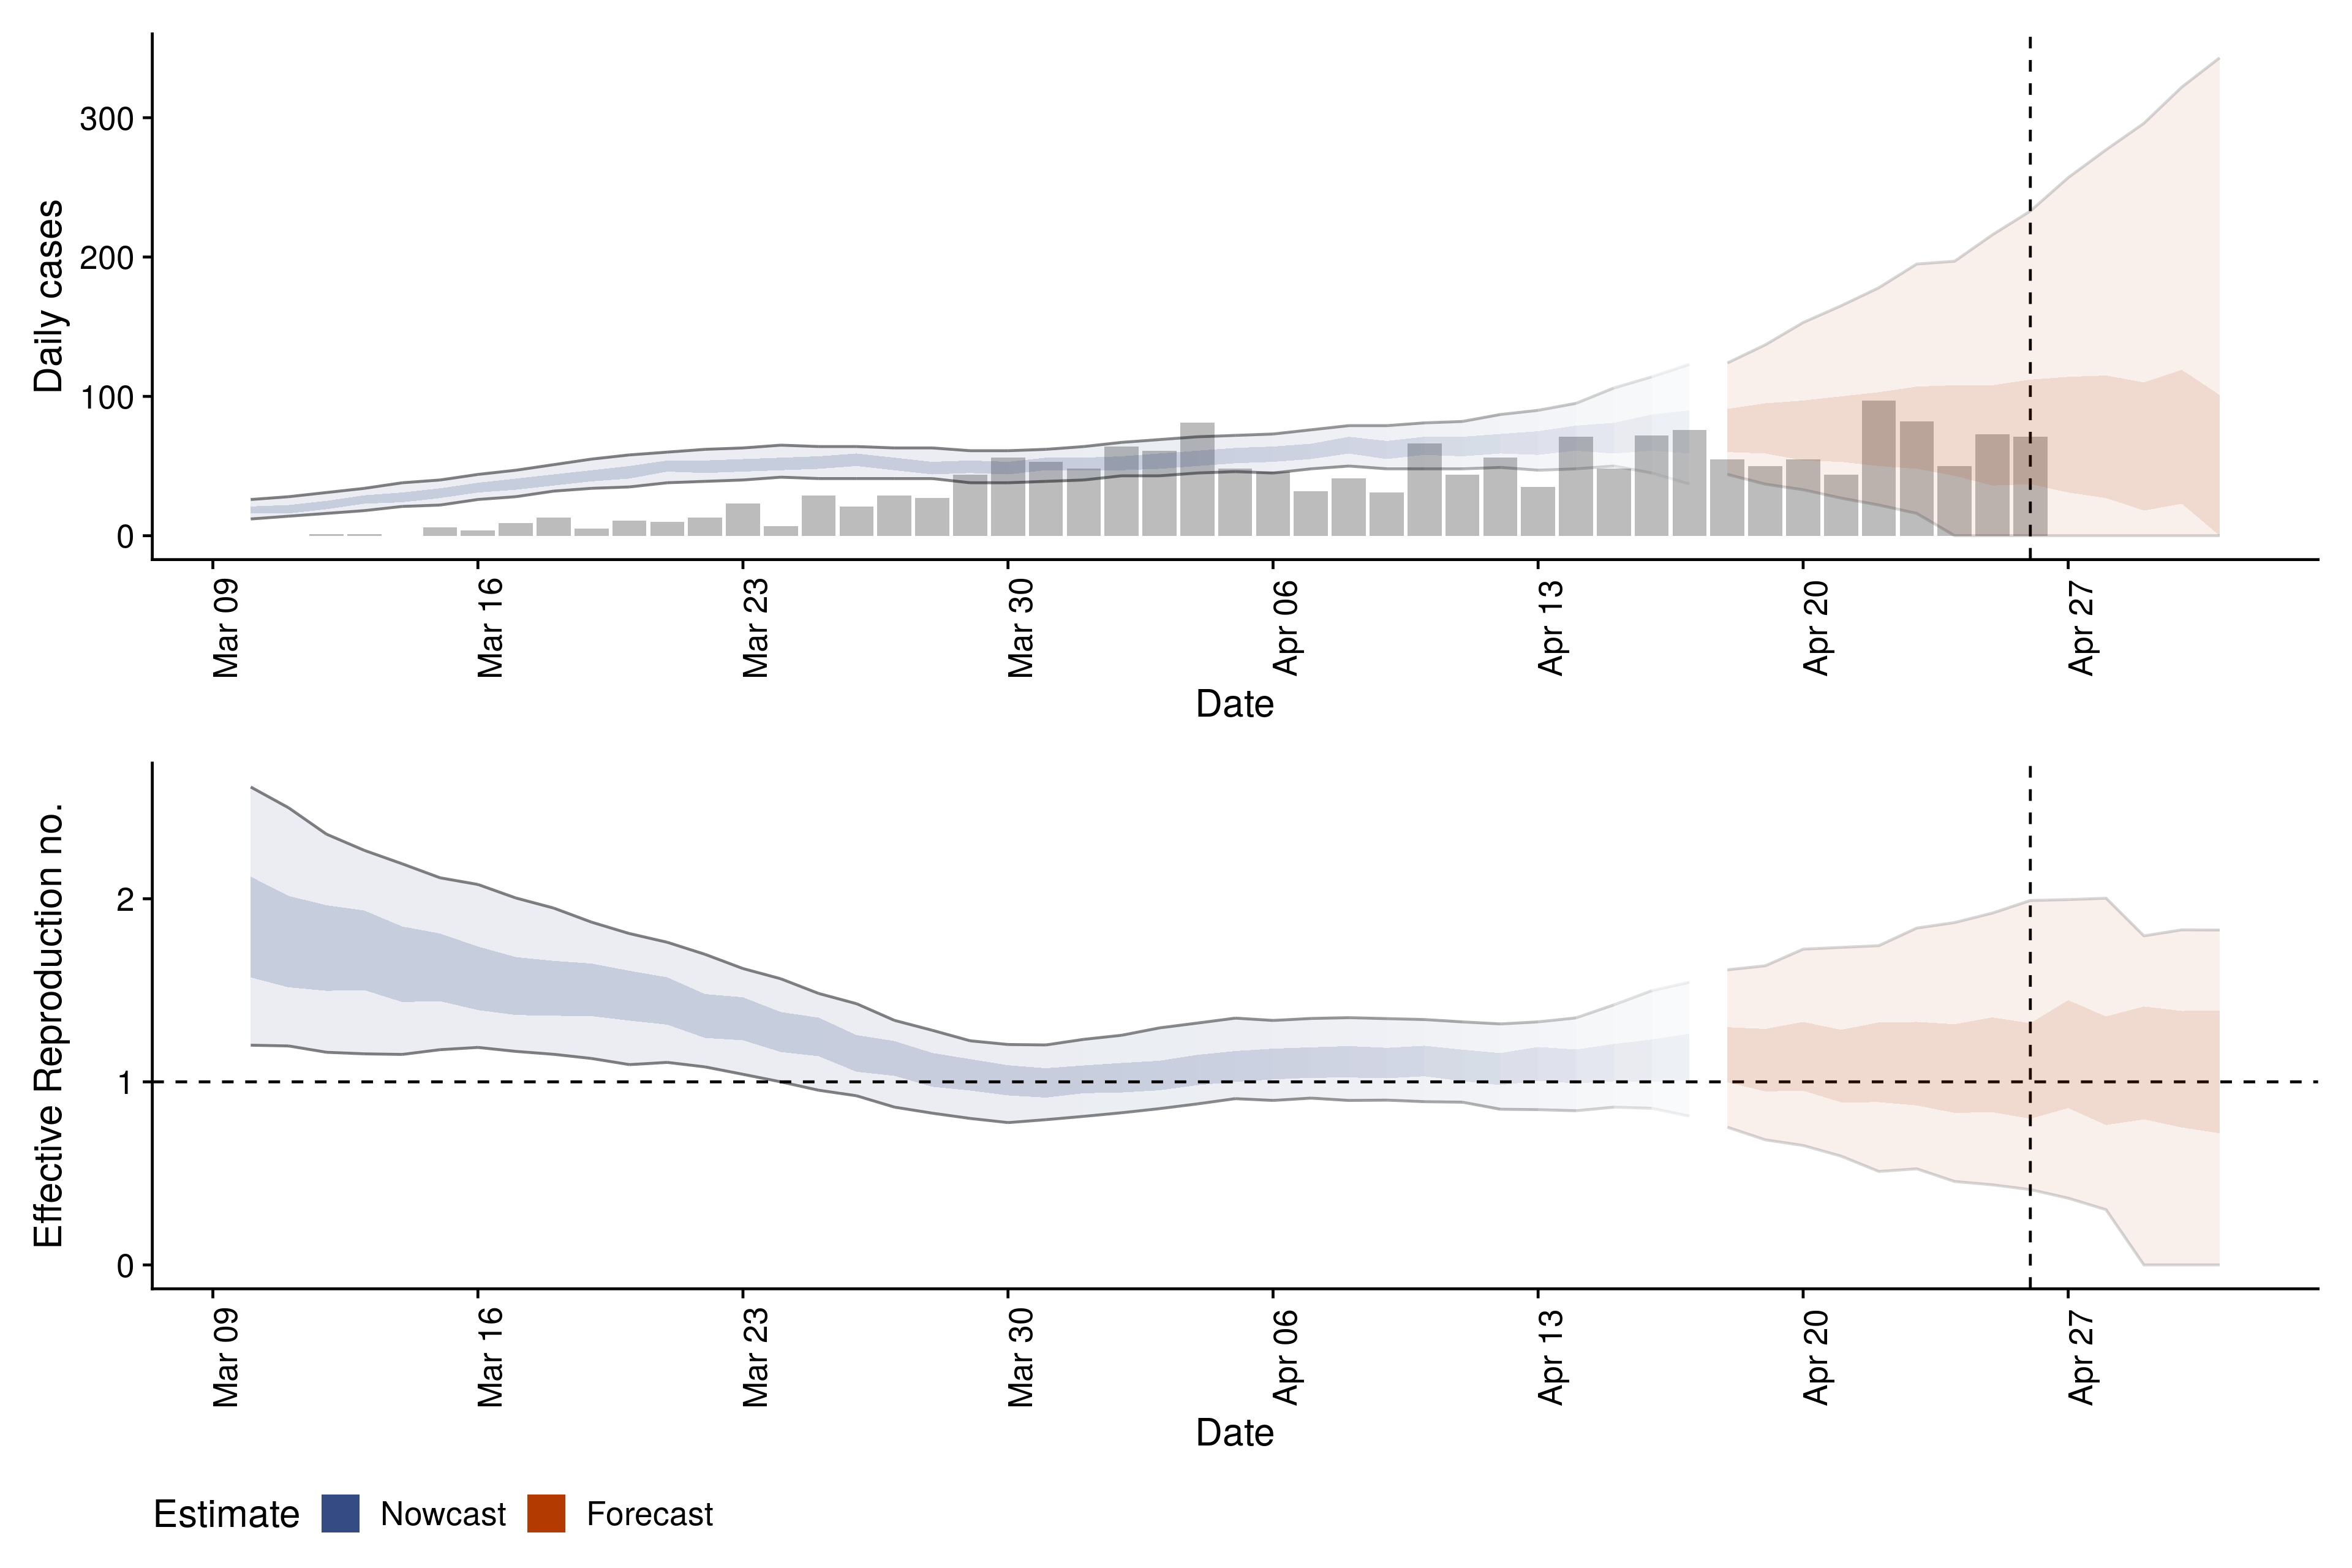 Daily cases
300
200
100
0
Mar 09
Mar 16
Mar 23
Mar 30
Apr 06
Apr 13
Apr 20
Apr 27
Date
Effective Reproduction no.
2
1
0
Mar 09
Mar 16
Mar 23
Mar 30
Apr 06
Apr 13
Apr 20
Apr 27
Date
Estimate Nowcast Forecast